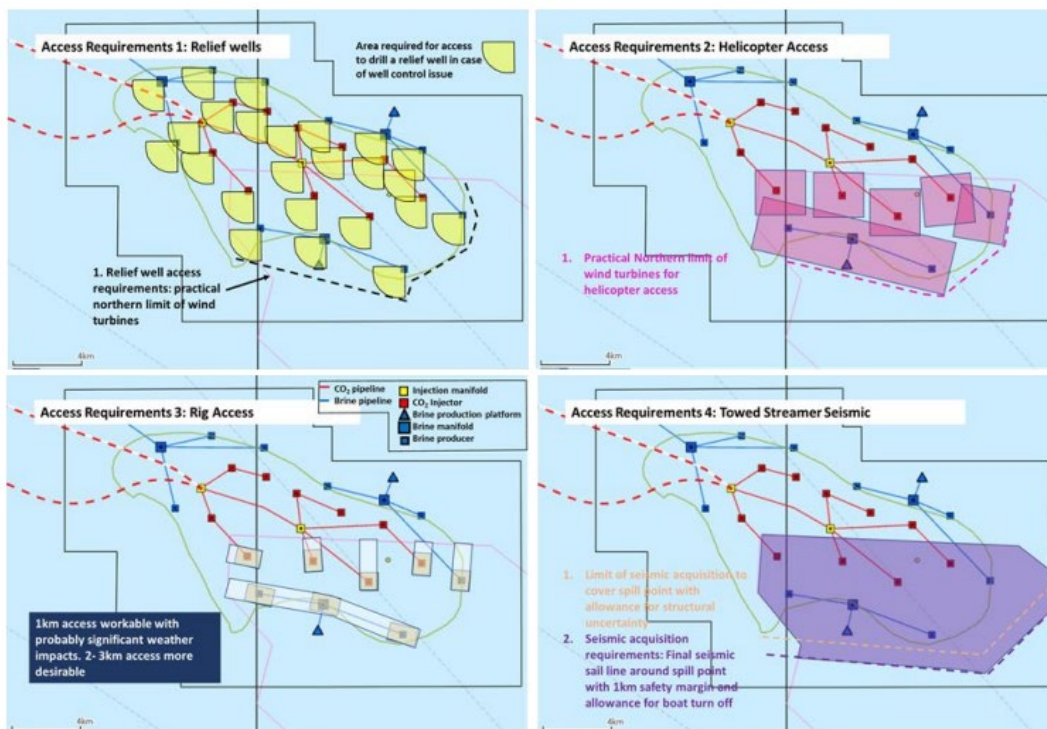 Access Requirements 1: Relief wells
Area required for access
to drill a relief well in case
of well control issue
1. Relief well access
requirements: practical
northern limit of wind
turbines
4km
Access Requirements 2: Helicopter Access
1. Practical Northern limit of
wind turbines for
helicopter access
4km
Access Requirements 3: Rig Access
CO₂ pipeline
Brine pipeline
Injection manifold
CO₂ Injector
Brine production platform
Brine manifold
Brine producer
1km access workable with
probably significant weather
impacts. 2- 3km access more
desirable
4km
Access Requirements 4: Towed Streamer Seismic
1. Limit of seismic acquisition to
cover spill point with
allowance for structural
uncertainty
2. Seismic acquisition
requirements: Final seismic
sail line around spill point
with 1km safety margin and
allowance for boat turn off
4km